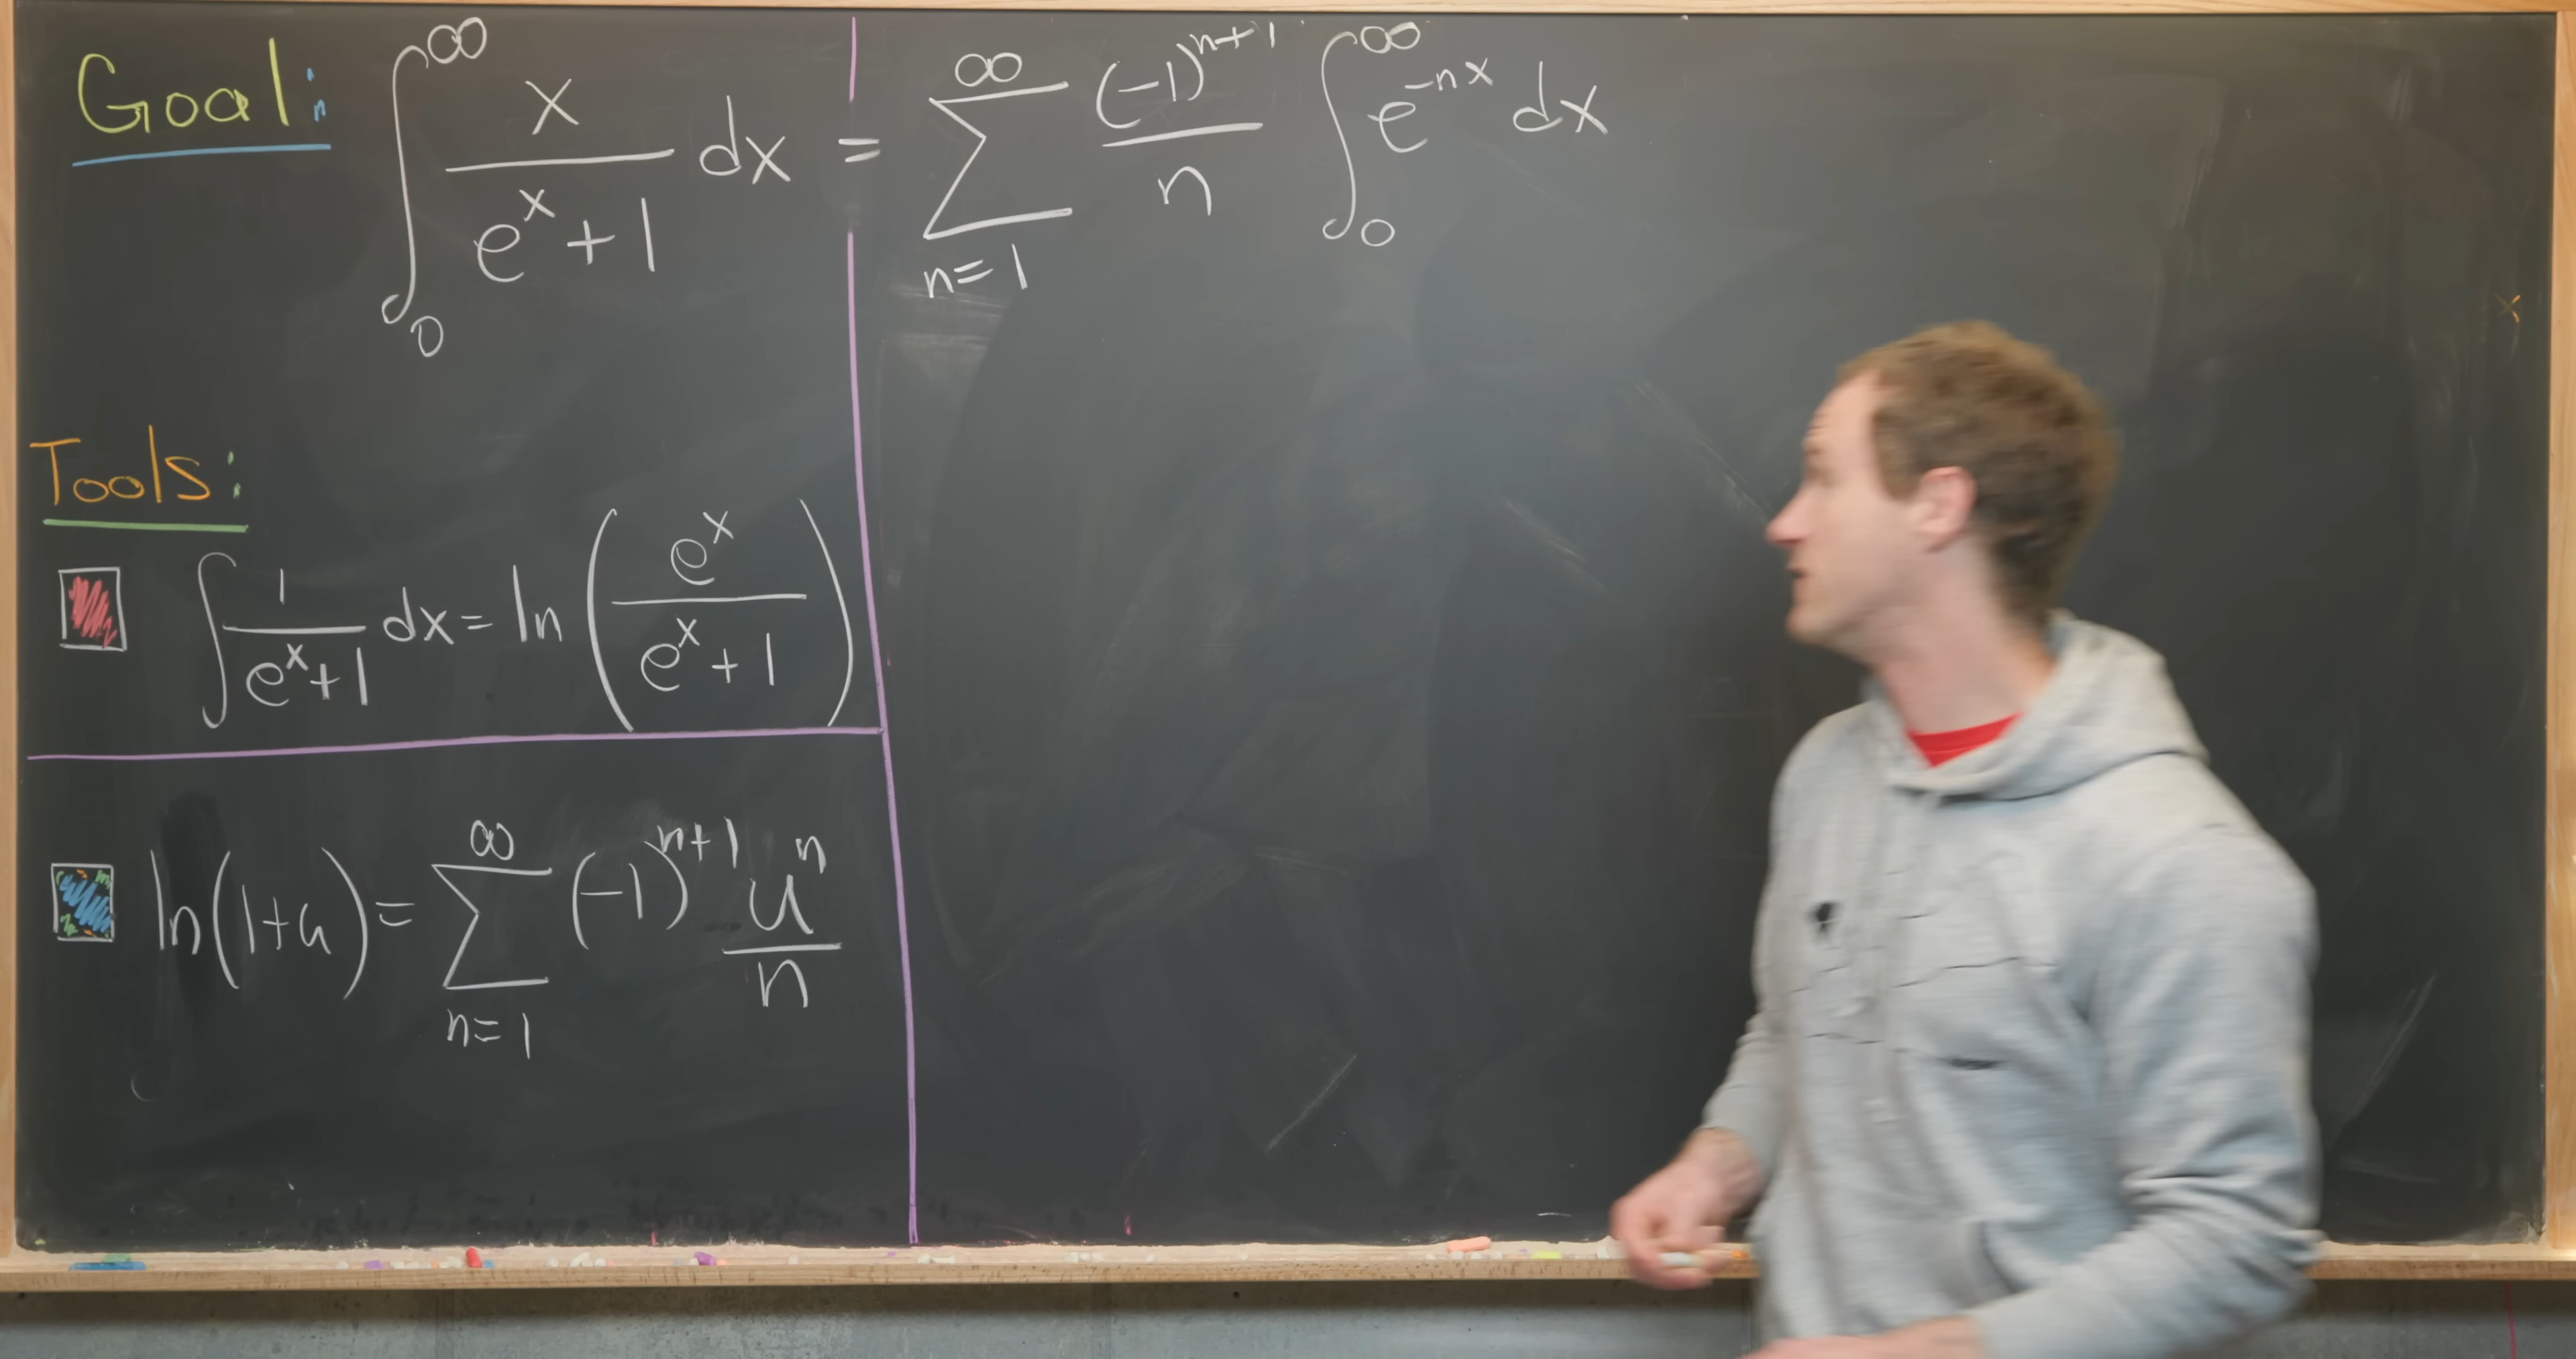 Goal: ∫₀^∞ x/(eˣ+1) dx = ∑_{n=1}^∞ (-1)ⁿ⁺¹/n ∫₀^∞ e⁻ⁿˣ dx
Tools:
∫ 1/(eˣ+1) dx = ln(eˣ/(eˣ+1))
ln(1+u) = ∑_{n=1}^∞ (-1)ⁿ⁺¹ uⁿ/n